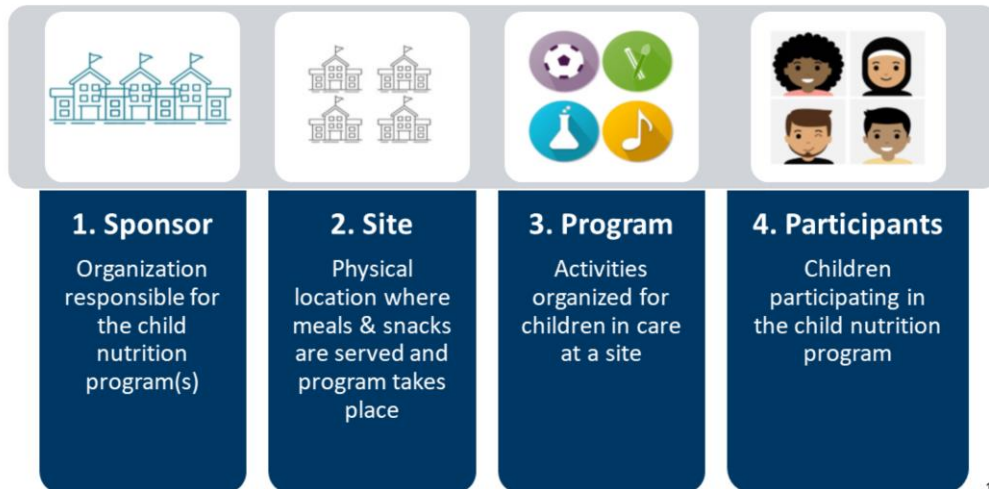 1. Sponsor
Organization
responsible for
the child
nutrition
program(s)
2. Site
Physical
location where
meals & snacks
are served and
program takes
place
3. Program
Activities
organized for
children in care
at a site
4. Participants
Children
participating in
the child nutrition
program